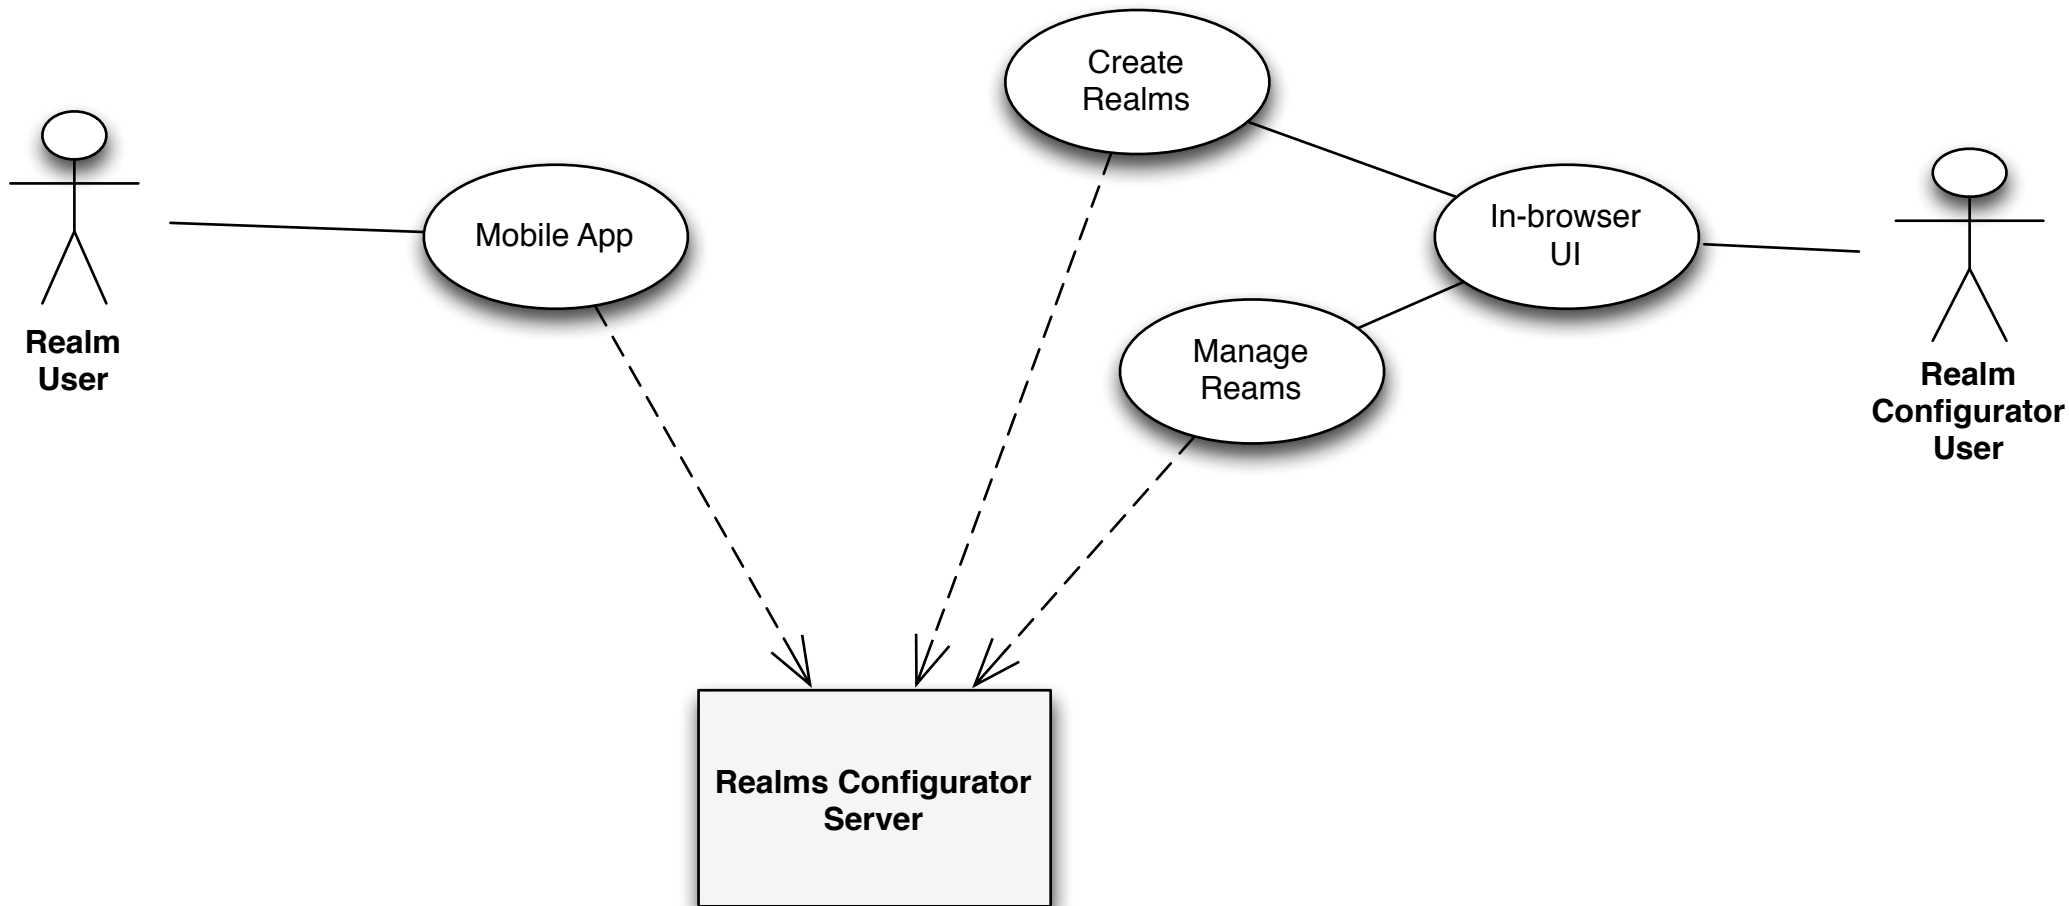 Create
Realms
Mobile App
In-browser
UI
Realm
User
Manage
Reams
Realm
Configurator
User
Realms Configurator
Server